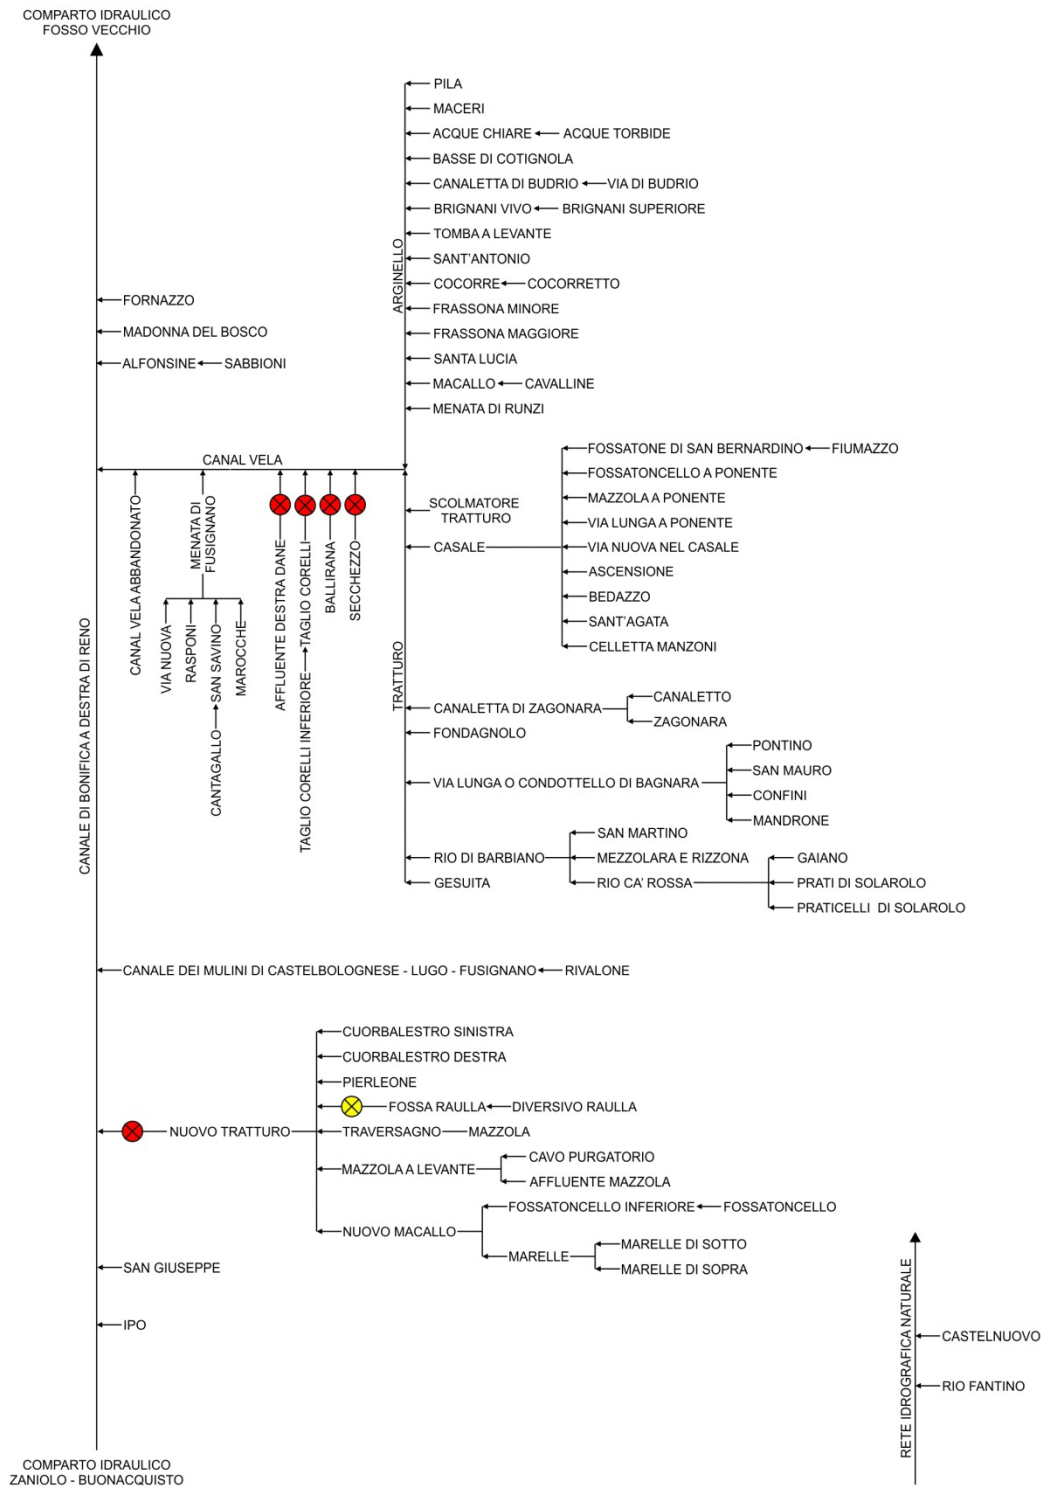 COMPARTO IDRAULICO
FOSSO VECCHIO
PILA
MACERI
ACQUE CHIARE
ACQUE TORBIDE
BASSE DI COTIGNOLA
CANALETTA DI BUDRIO
VIA DI BUDRIO
BRIGNANI VIVO
BRIGNANI SUPERIORE
TOMBA A LEVANTE
SANT'ANTONIO
COCORRE
COCORRETTO
FRASSONA MINORE
FRASSONA MAGGIORE
SANTA LUCIA
MACALLO
CAVALLINE
MENATA DI RUNZI
ARGINELLO
FORNAZZO
MADONNA DEL BOSCO
ALFONSINE
SABBIONI
CANAL VELA
CANAL VELA ABBANDONATO
MENATA DI
FUSIGNANO
VIA NUOVA
RASPONI
SAN SAVINO
CANTAGALLO
MAROCCHE
AFFLUENTE DESTRA DANE
TAGLIO CORELLI
TAGLIO CORELLI INFERIORE
BALLIRANA
SECCHEZZO
TRATTURO
SCOLMATORE
TRATTURO
CASALE
FOSSATONE DI SAN BERNARDINO
FIUMAZZO
FOSSATONCELLO A PONENTE
MAZZOLA A PONENTE
VIA LUNGA A PONENTE
VIA NUOVA NEL CASALE
ASCENSIONE
BEDAZZO
SANT'AGATA
CELLETTA MANZONI
CANALETTA DI ZAGONARA
CANALETTO
ZAGONARA
FONDAGNOLO
VIA LUNGA O CONDOTTELLO DI BAGNARA
PONTINO
SAN MAURO
CONFINI
MANDRONE
RIO DI BARBIANO
SAN MARTINO
MEZZOLARA E RIZZONA
RIO CA' ROSSA
GAIANO
PRATI DI SOLAROLO
PRATICELLI DI SOLAROLO
GESUITA
CANALE DI BONIFICA A DESTRA DI RENO
CANALE DEI MULINI DI CASTELBOLOGNESE - LUGO - FUSIGNANO
RIVALONE
CUORBALESTRO SINISTRA
CUORBALESTRO DESTRA
PIERLEONE
FOSSA RAULLA
DIVERSIVO RAULLA
NUOVO TRATTURO
TRAVERSAGNO
MAZZOLA
MAZZOLA A LEVANTE
CAVO PURGATORIO
AFFLUENTE MAZZOLA
NUOVO MACALLO
FOSSATONCELLO INFERIORE
FOSSATONCELLO
MARELLE
MARELLE DI SOTTO
MARELLE DI SOPRA
SAN GIUSEPPE
IPO
RETE IDROGRAFICA NATURALE
CASTELNUOVO
RIO FANTINO
COMPARTO IDRAULICO
ZANIOLO - BUONACQUISTO